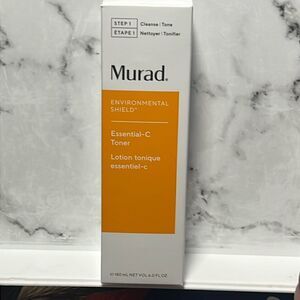 STEP 1 Cleanse | Tone
ÉTAPE 1 Nettoyer | Tonifier
Murad.
ENVIRONMENTAL
SHIELD™
Essential-C
Toner
Lotion tonique
essentiel-c
180 mL NET VOL 6.0 FL OZ